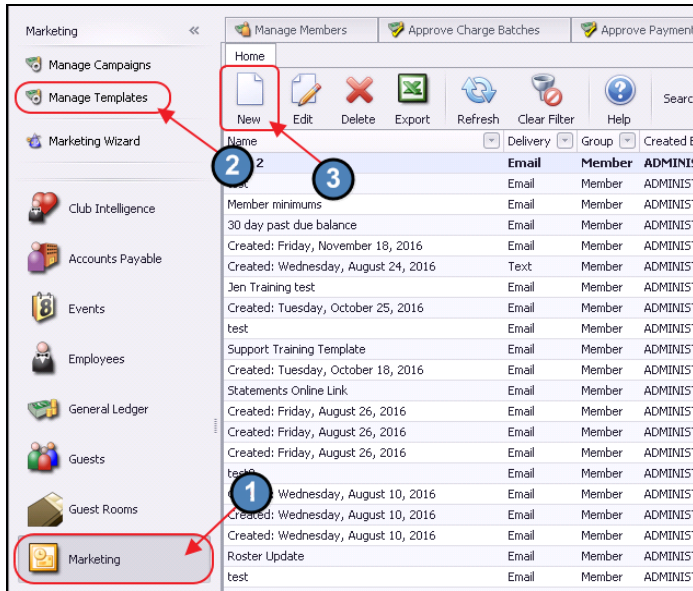 Marketing «
Manage Campaigns
Manage Templates
Marketing Wizard
Club Intelligence
Accounts Payable
Events
Employees
General Ledger
Guests
Guest Rooms
Marketing
Manage Members Approve Charge Batches Approve Payment
Home
New Edit Delete Export Refresh Clear Filter Help Searc
Name Delivery Group Created B
2 Email Member ADMINIS
Email Member ADMINIS
Member minimums Email Member ADMINIS
30 day past due balance Email Member ADMINIS
Created: Friday, November 18, 2016 Email Member ADMINIS
Created: Wednesday, August 24, 2016 Text Member ADMINIS
Jen Training test Email Member ADMINIS
Created: Tuesday, October 25, 2016 Email Member ADMINIS
test Email Member ADMINIS
Support Training Template Email Member ADMINIS
Created: Tuesday, October 18, 2016 Email Member ADMINIS
Statements Online Link Email Member ADMINIS
Created: Friday, August 26, 2016 Email Member ADMINIS
Created: Friday, August 26, 2016 Email Member ADMINIS
Created: Friday, August 26, 2016 Email Member ADMINIS
Email Member ADMINIS
Wednesday, August 10, 2016 Email Member ADMINIS
Created: Wednesday, August 10, 2016 Email Member ADMINIS
Created: Wednesday, August 10, 2016 Email Member ADMINIS
Roster Update Email Member ADMINIS
test Email Member ADMINIS
1
2
3
8